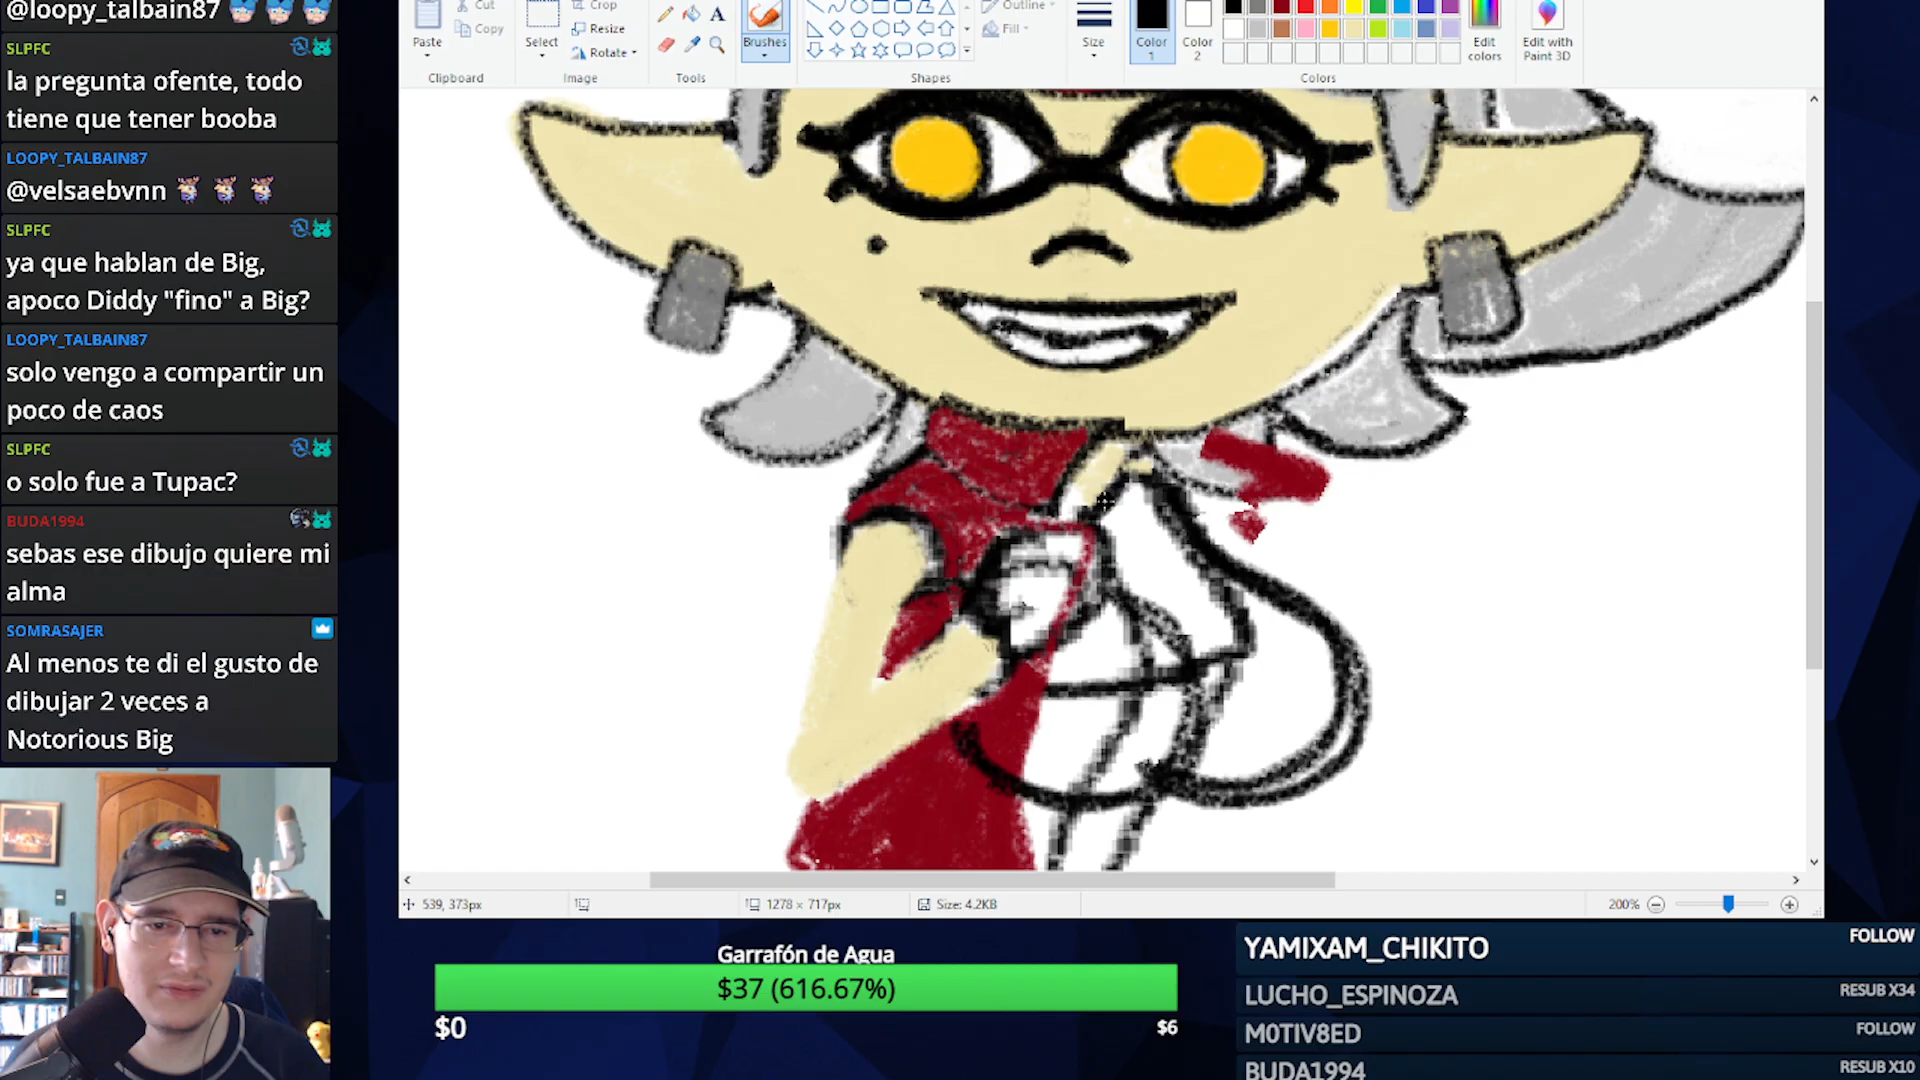 @loopy_talbain87
SLPFC
la pregunta ofente, todo
tiene que tener booba
LOOPY_TALBAIN87
@velsaebvnn
SLPFC
ya que hablan de Big,
apoco Diddy "fino" a Big?
LOOPY_TALBAIN87
solo vengo a compartir un
poco de caos
SLPFC
o solo fue a Tupac?
BUDA1994
sebas ese dibujo quiere mi
alma
SOMRASAJER
Al menos te di el gusto de
dibujar 2 veces a
Notorious Big
Paste
Cut
Copy
Clipboard
Select
Crop
Resize
Rotate
Image
A
Tools
Brushes
Outline
Fill
Shapes
Size
Color
1
Color
2
Colors
Edit
colors
Edit with
Paint 3D
539, 373px
1278 × 717px
Size: 4.2KB
200%
Garrafón de Agua
$37 (616.67%)
$0
$6
YAMIXAM_CHIKITO FOLLOW
LUCHO_ESPINOZA RESUB X34
M0TIV8ED FOLLOW
BUDA1994 RESUB X10